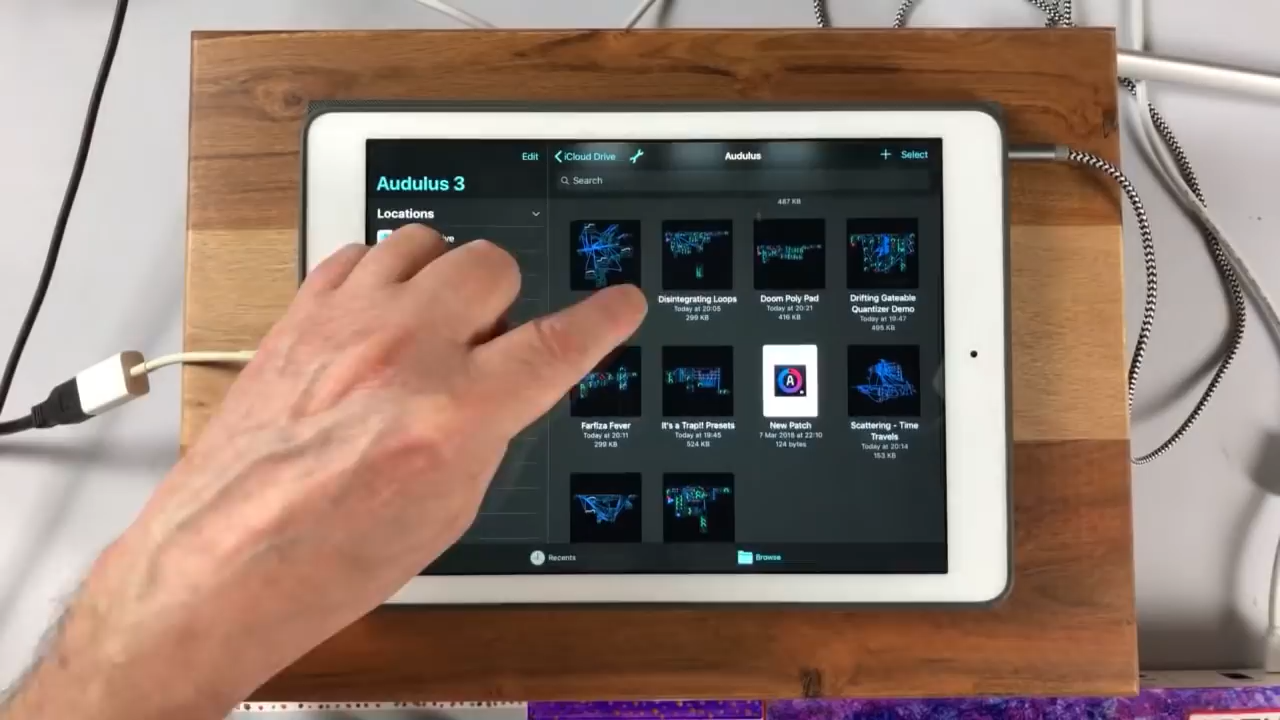 Edit
iCloud Drive
Audulus
Select
Audulus 3
Search
Locations
487 KB
Disintegrating Loops
Today at 20:05
299 KB
Doom Poly Pad
Today at 20:21
416 KB
Drifting Gateable
Quantizer Demo
Today at 19:47
495 KB
Farfiza Fever
Today at 20:11
299 KB
It's a Trap!! Presets
Today at 19:45
524 KB
A
New Patch
7 Mar 2018 at 22:10
124 bytes
Scattering - Time
Travels
Today at 20:14
153 KB
Recents
Browse